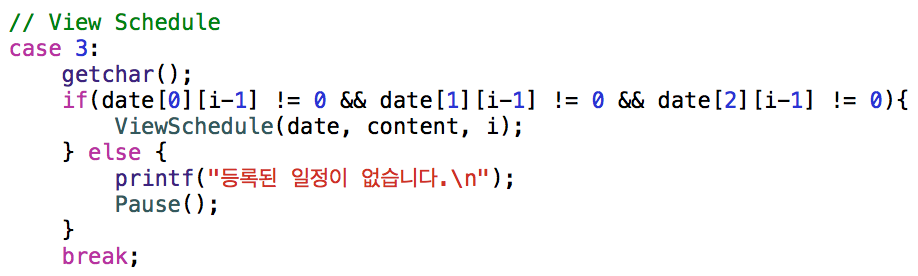 // View Schedule
case 3:
    getchar();
    if(date[0][i-1] != 0 && date[1][i-1] != 0 && date[2][i-1] != 0){
        ViewSchedule(date, content, i);
    } else {
        printf("등록된 일정이 없습니다.\n");
        Pause();
    }
    break;